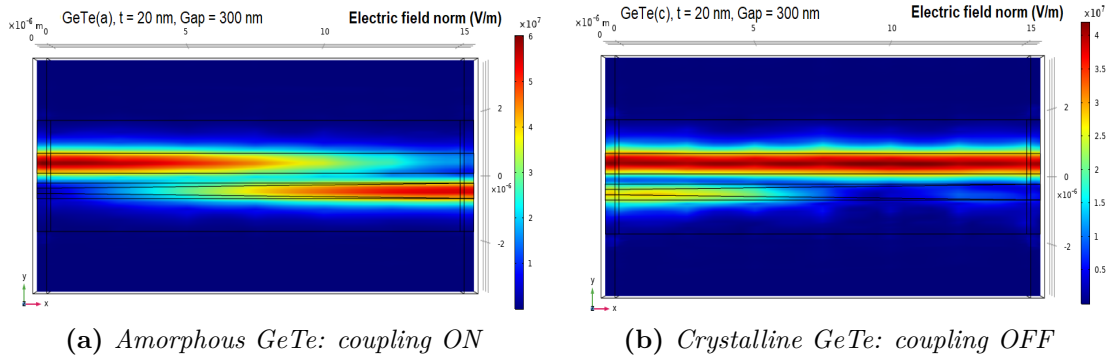 GeTe(a), t = 20 nm, Gap = 300 nm
Electric field norm (V/m)
×10⁻⁶ m
0
5
10
15
0
2
0
×10⁻⁶
-2
×10⁷
6
5
4
3
2
1
y
z
x
(a) Amorphous GeTe: coupling ON
GeTe(c), t = 20 nm, Gap = 300 nm
Electric field norm (V/m)
×10⁻⁶ m
0
5
10
15
0
2
0
×10⁻⁶
-2
×10⁷
4
3.5
3
2.5
2
1.5
1
0.5
y
z
x
(b) Crystalline GeTe: coupling OFF